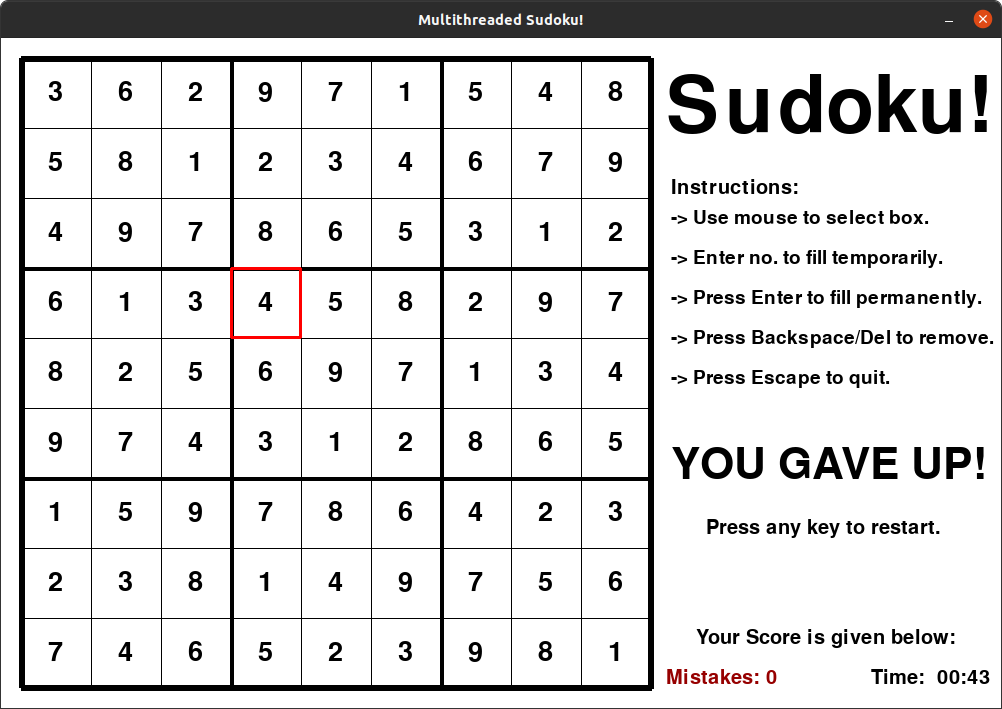 Multithreaded Sudoku!
3 6 2 9 7 1 5 4 8
5 8 1 2 3 4 6 7 9
4 9 7 8 6 5 3 1 2
6 1 3 4 5 8 2 9 7
8 2 5 6 9 7 1 3 4
9 7 4 3 1 2 8 6 5
1 5 9 7 8 6 4 2 3
2 3 8 1 4 9 7 5 6
7 4 6 5 2 3 9 8 1
Sudoku!
Instructions:
-> Use mouse to select box.
-> Enter no. to fill temporarily.
-> Press Enter to fill permanently.
-> Press Backspace/Del to remove.
-> Press Escape to quit.
YOU GAVE UP!
Press any key to restart.
Your Score is given below:
Mistakes: 0 Time: 00:43